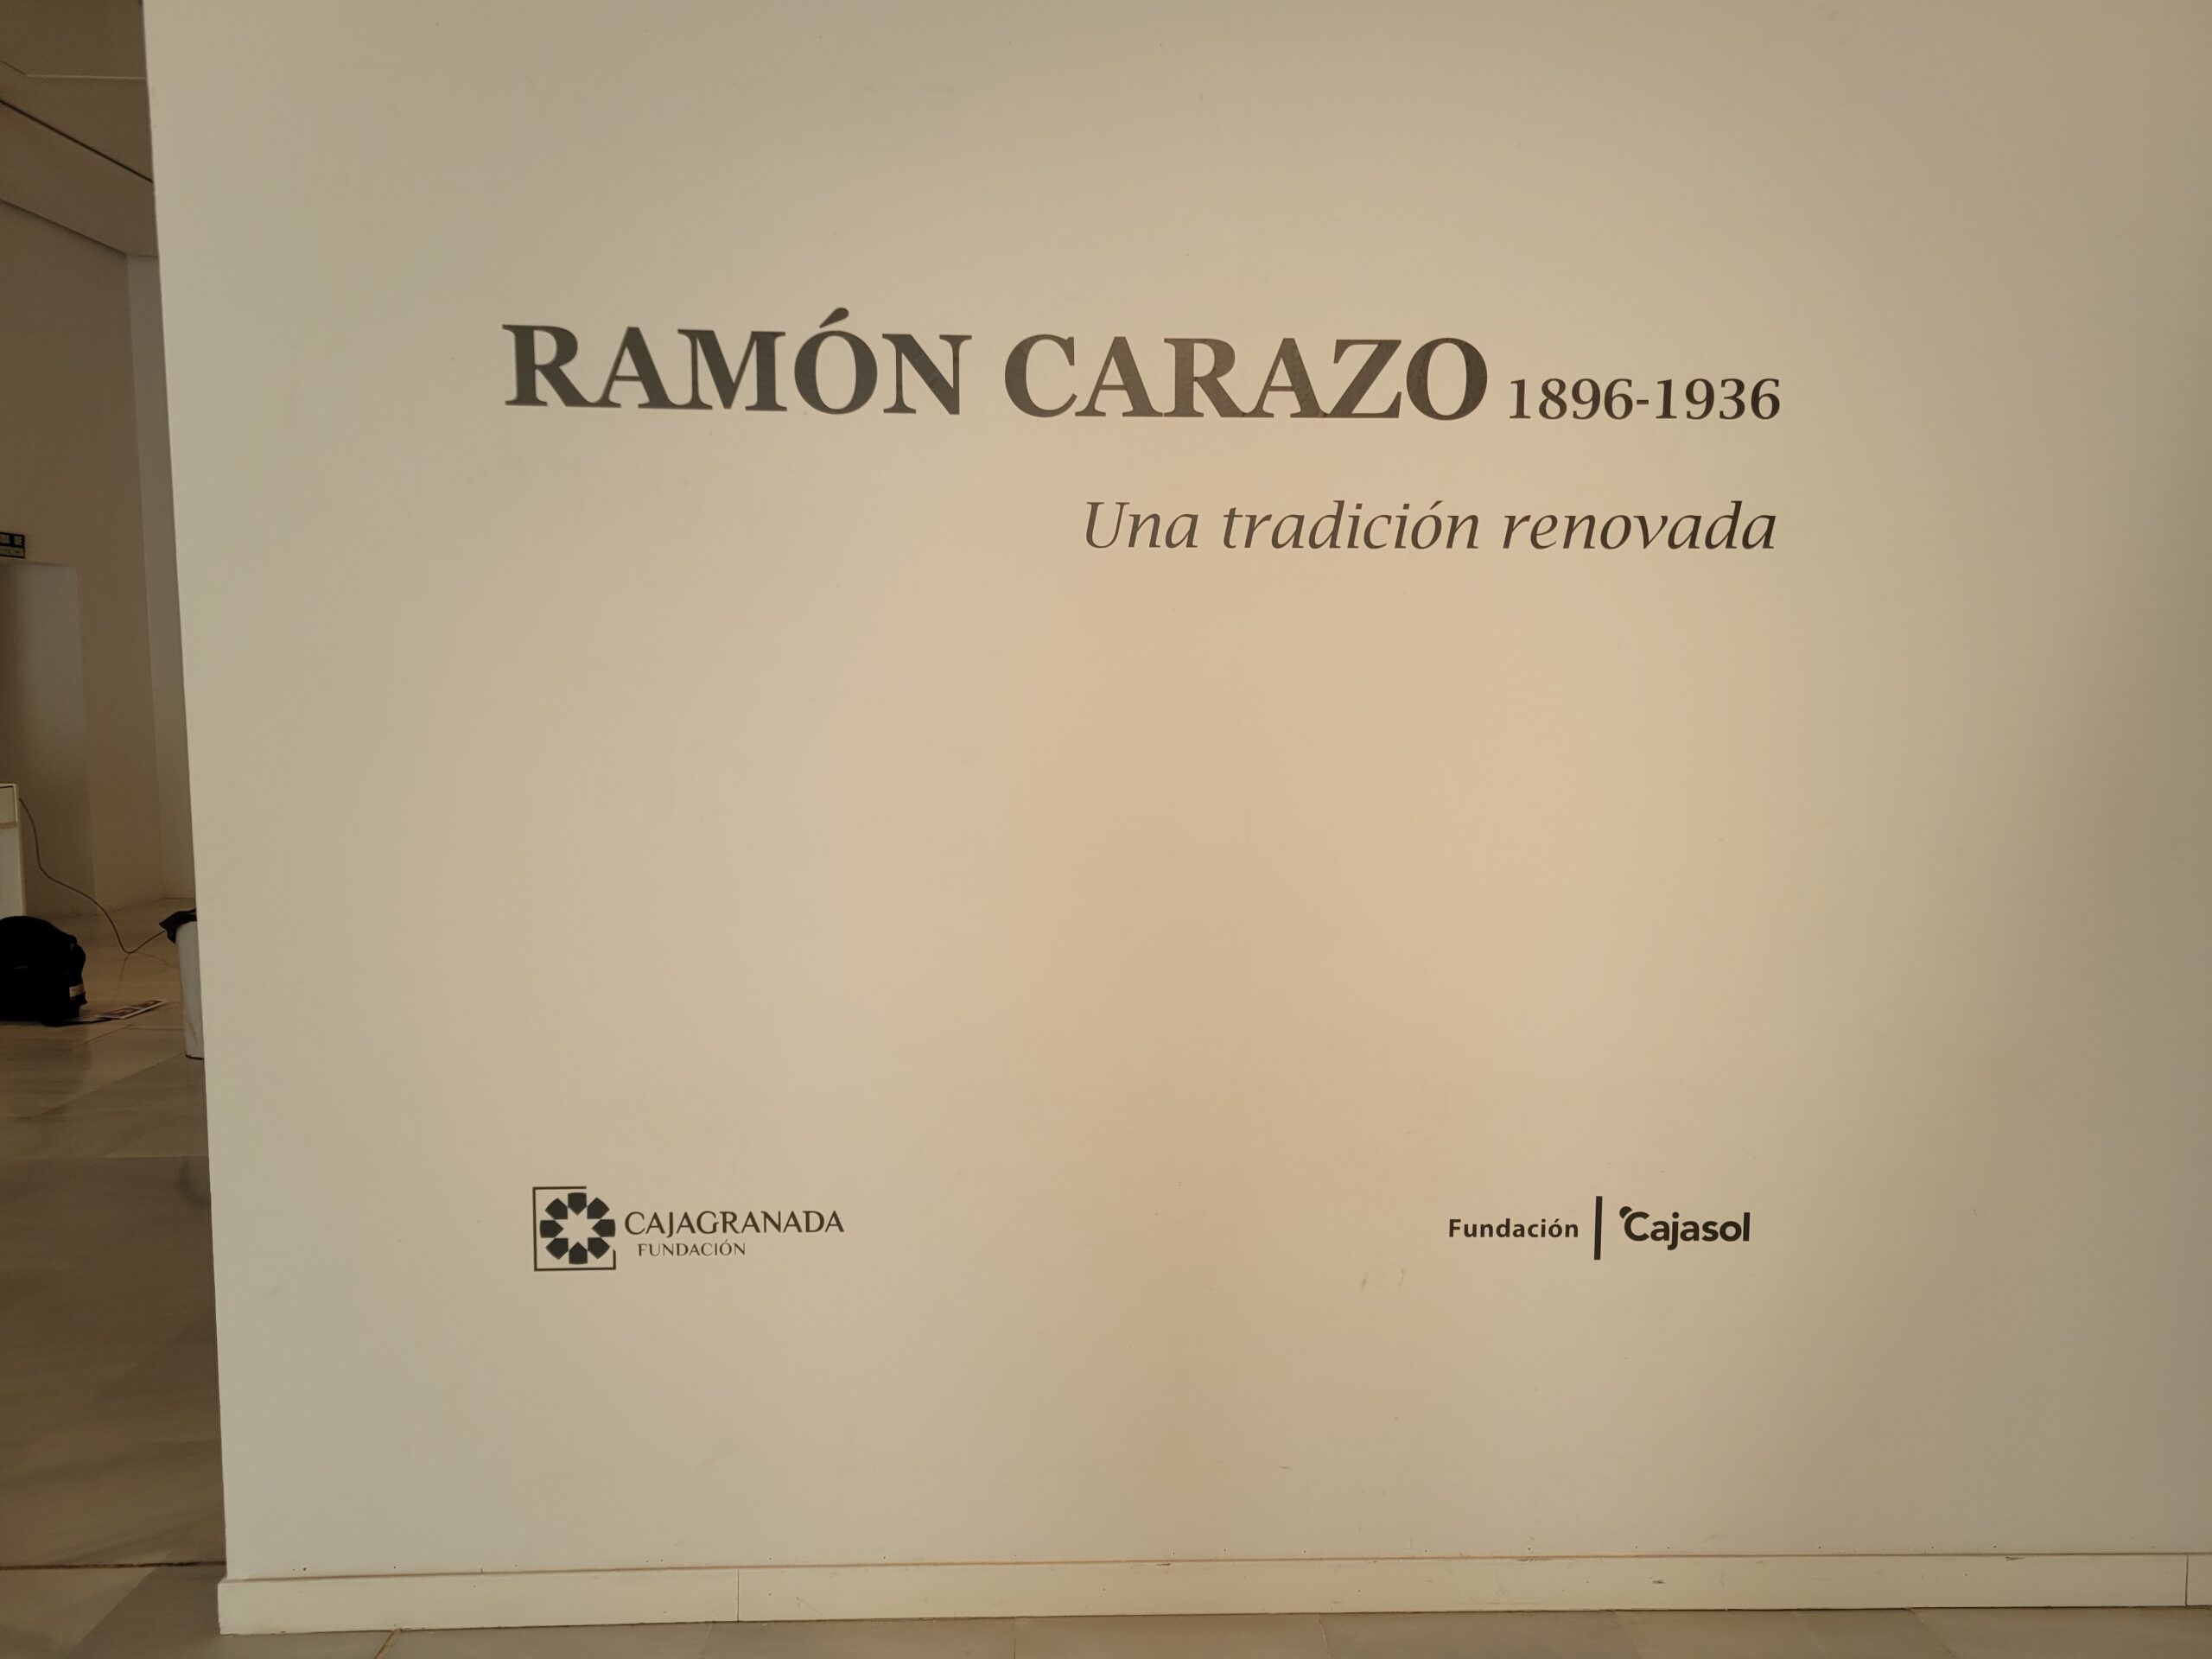 RAMÓN CARAZO 1896-1936
Una tradición renovada
CAJAGRANADA
FUNDACIÓN
Fundación | Cajasol